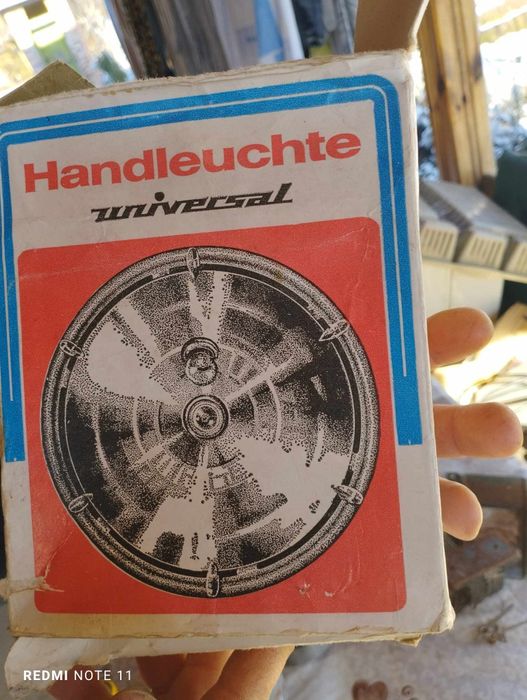 Handleuchte
universal
REDMI NOTE 11